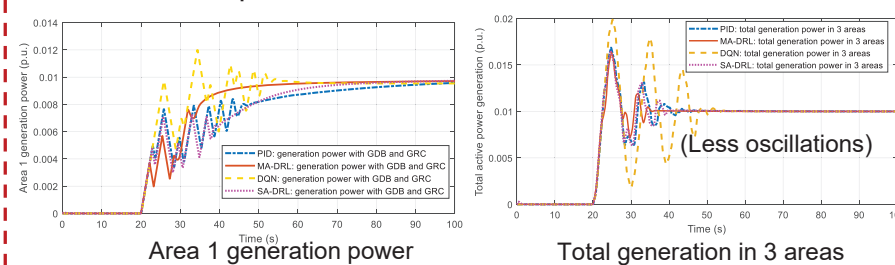 0.014
0.012
0.01
0.008
0.006
0.004
0.002
0
Area 1 generation power (p.u.)
PID: generation power with GDB and GRC
MA-DRL: generation power with GDB and GRC
DQN: generation power with GDB and GRC
SA-DRL: generation power with GDB and GRC
0 10 20 30 40 50 60 70 80 90 100
Time (s)
Area 1 generation power
0.02
0.015
0.01
0.005
0
Total active power generation (p.u.)
PID: total generation power in 3 areas
MA-DRL: total generation power in 3 areas
DQN: total generation power in 3 areas
SA-DRL: total generation power in 3 areas
(Less oscillations)
0 10 20 30 40 50 60 70 80 90
Time (s)
Total generation in 3 areas